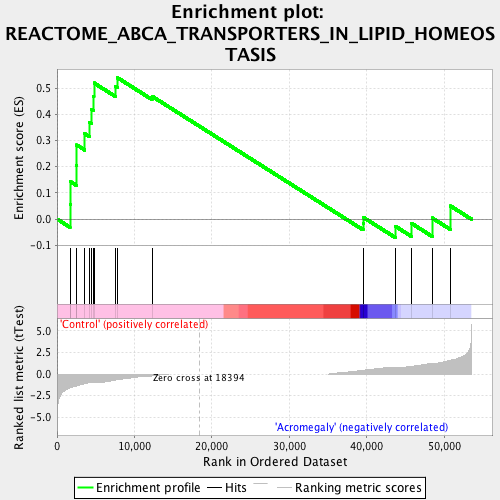 Enrichment plot:
REACTOME_ABCA_TRANSPORTERS_IN_LIPID_HOMEOS
TASIS
Enrichment score (ES)
0.5
0.4
0.3
0.2
0.1
0.0
-0.1
'Control' (positively correlated)
Ranked list metric (tTest)
5.0
2.5
0.0
-2.5
-5.0
Zero cross at 18394
'Acromegaly' (negatively correlated)
0 10,000 20,000 30,000 40,000 50,000
Rank in Ordered Dataset
Enrichment profile Hits Ranking metric scores